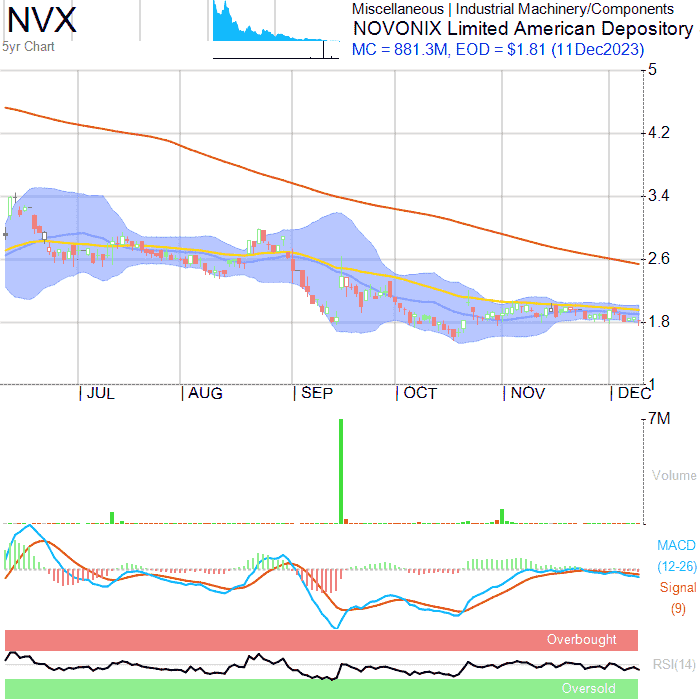 NVX
5yr Chart
Miscellaneous | Industrial Machinery/Components
NOVONIX Limited American Depository
MC = 881.3M, EOD = $1.81 (11Dec2023)
5
4.2
3.4
2.6
1.8
1
JUL AUG SEP OCT NOV DEC
7M
Volume
MACD
(12-26)
Signal
(9)
Overbought
RSI(14)
Oversold